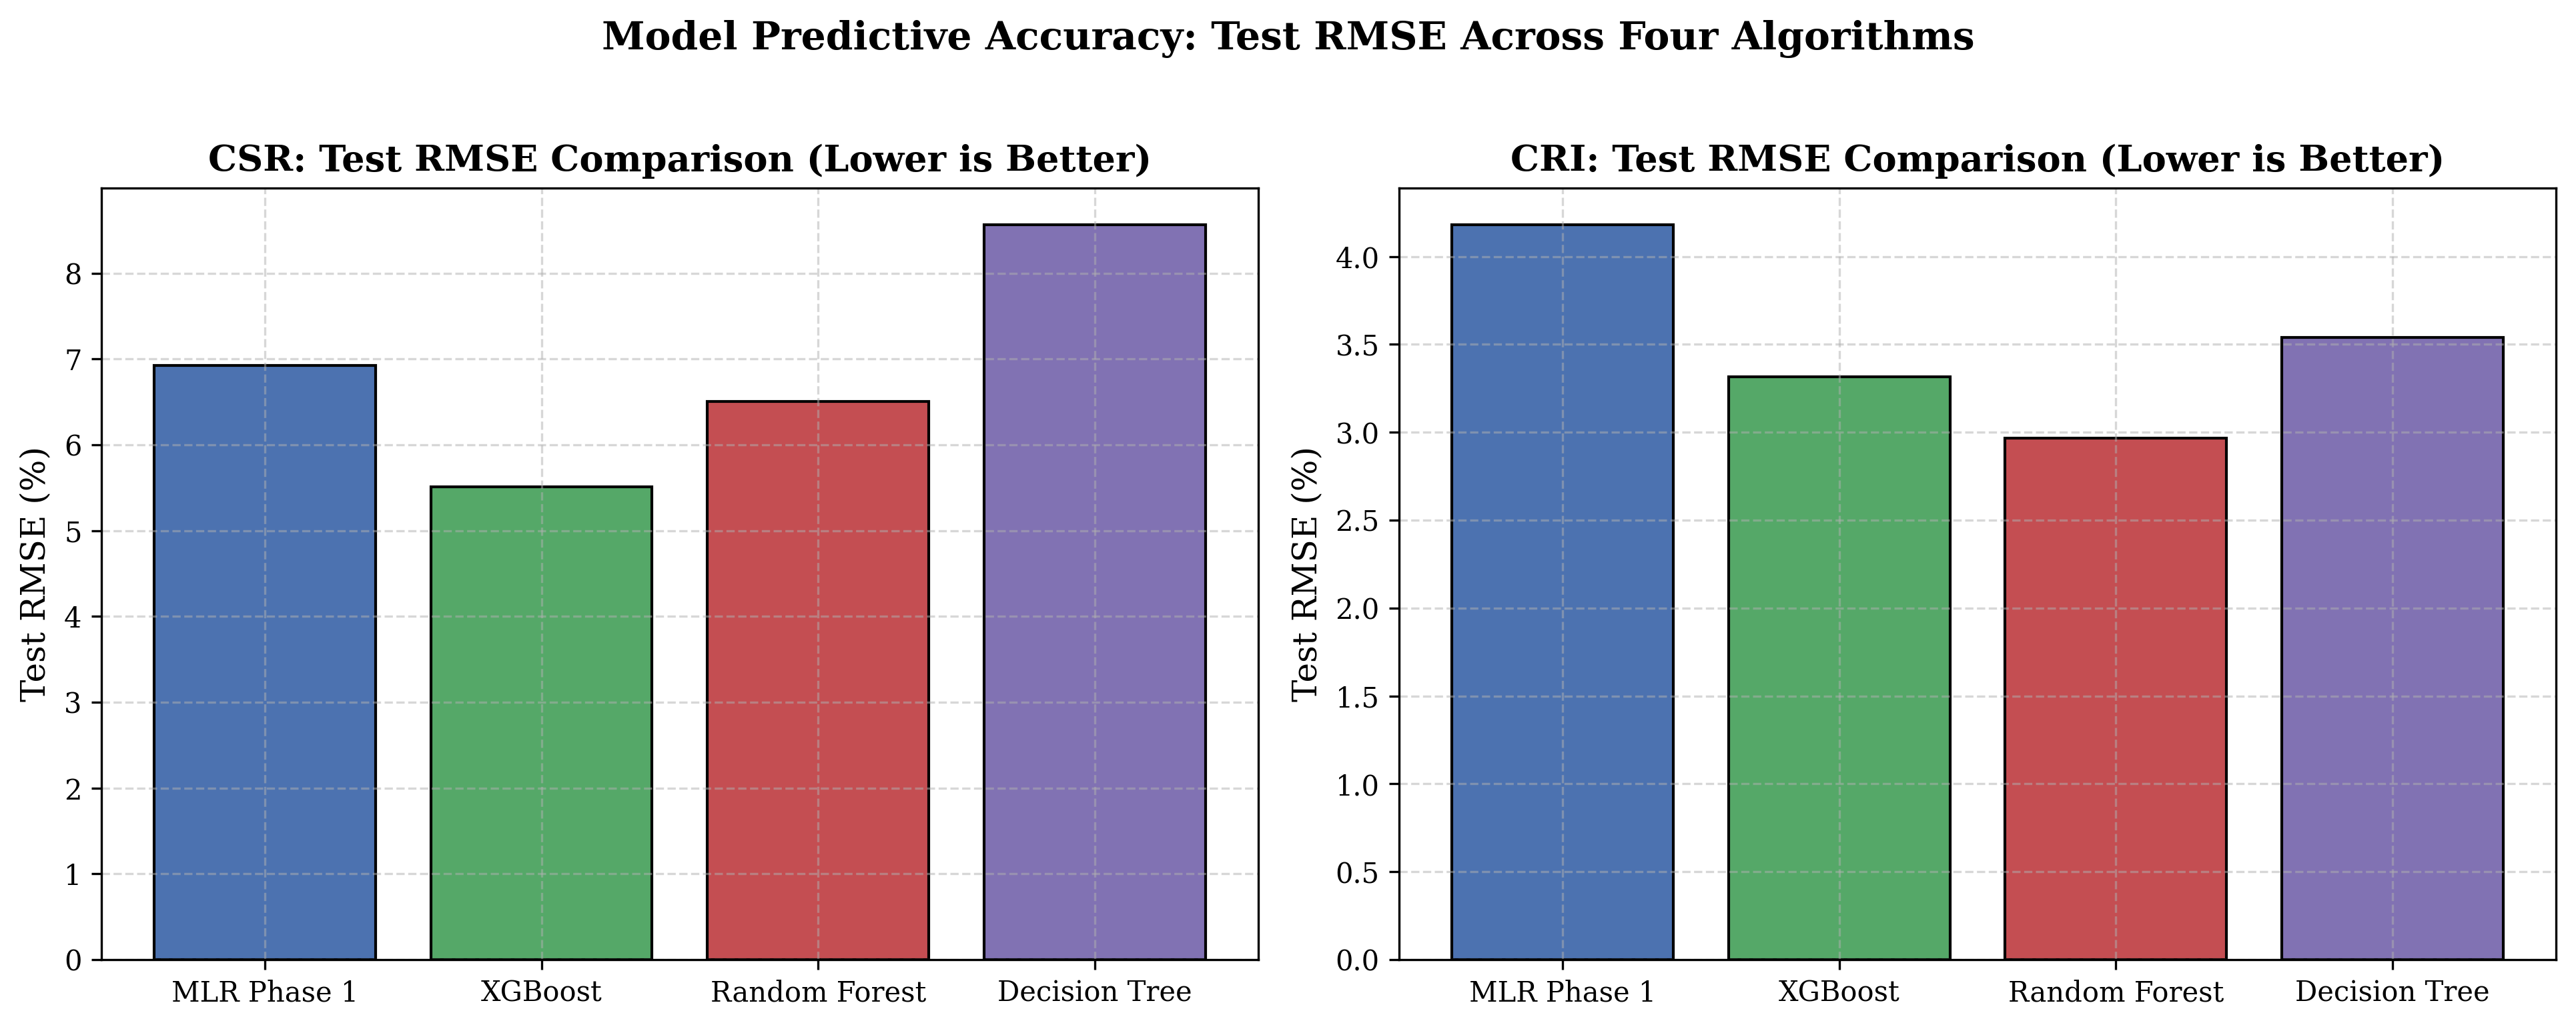 Model Predictive Accuracy: Test RMSE Across Four Algorithms
CSR: Test RMSE Comparison (Lower is Better)
Test RMSE (%)
8
7
6
5
4
3
2
1
0
MLR Phase 1
XGBoost
Random Forest
Decision Tree
CRI: Test RMSE Comparison (Lower is Better)
Test RMSE (%)
4.0
3.5
3.0
2.5
2.0
1.5
1.0
0.5
0.0
MLR Phase 1
XGBoost
Random Forest
Decision Tree